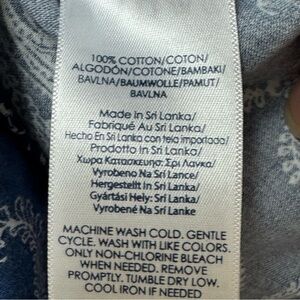 100% COTTON/COTON/
ALGODÓN/COTONE/BAMBAKI/
BAVLNA/BAUMWOLLE/PAMUT/
BAVLNA
Made in Sri Lanka/
Fabriqué Au Sri Lanka/
Hecho En Sri Lanka con tela importada/
Prodotto in Sri Lanka/
Χωρα Κατασκευησ: Σρι Λανκα/
Vyrobeno Na Srí Lance/
Hergestellt in Sri Lanka/
Gyártási Hely: Sri Lanka/
Vyrobené Na Srí Lanke
MACHINE WASH COLD. GENTLE
CYCLE. WASH WITH LIKE COLORS.
ONLY NON-CHLORINE BLEACH
WHEN NEEDED. REMOVE
PROMPTLY. TUMBLE DRY LOW.
COOL IRON IF NEEDED